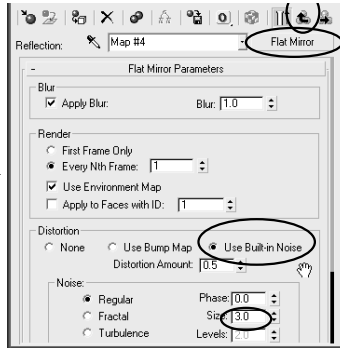 Reflection: Map #4 Flat Mirror
- Flat Mirror Parameters
Blur
Apply Blur: Blur: 1.0
Render
First Frame Only
Every Nth Frame: 1
Use Environment Map
Apply to Faces with ID: 1
Distortion
None Use Bump Map Use Built-in Noise
Distortion Amount: 0.5
Noise:
Regular Phase: 0.0
Fractal Size: 3.0
Turbulence Levels: 2.0